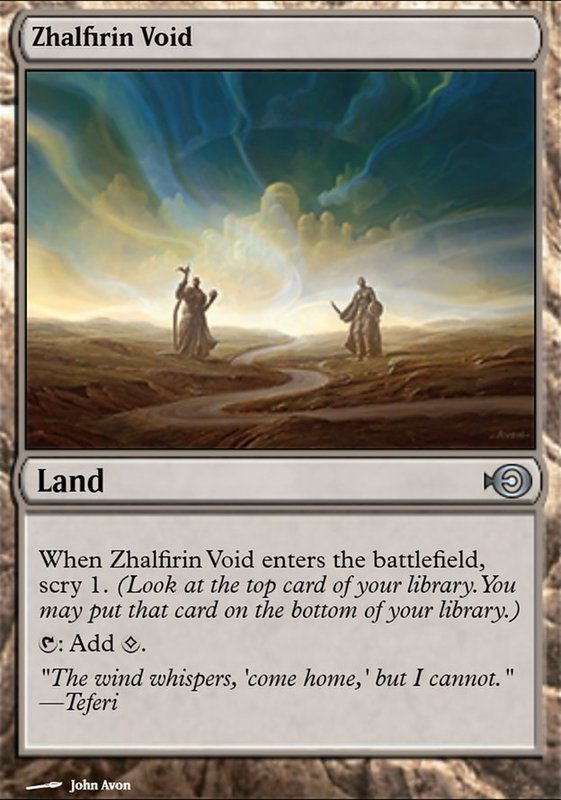 Zhalfirin Void
Land
When Zhalfirin Void enters the battlefield,
scry 1. (Look at the top card of your library. You
may put that card on the bottom of your library.)
: Add .
"The wind whispers, 'come home,' but I cannot."
—Teferi
John Avon